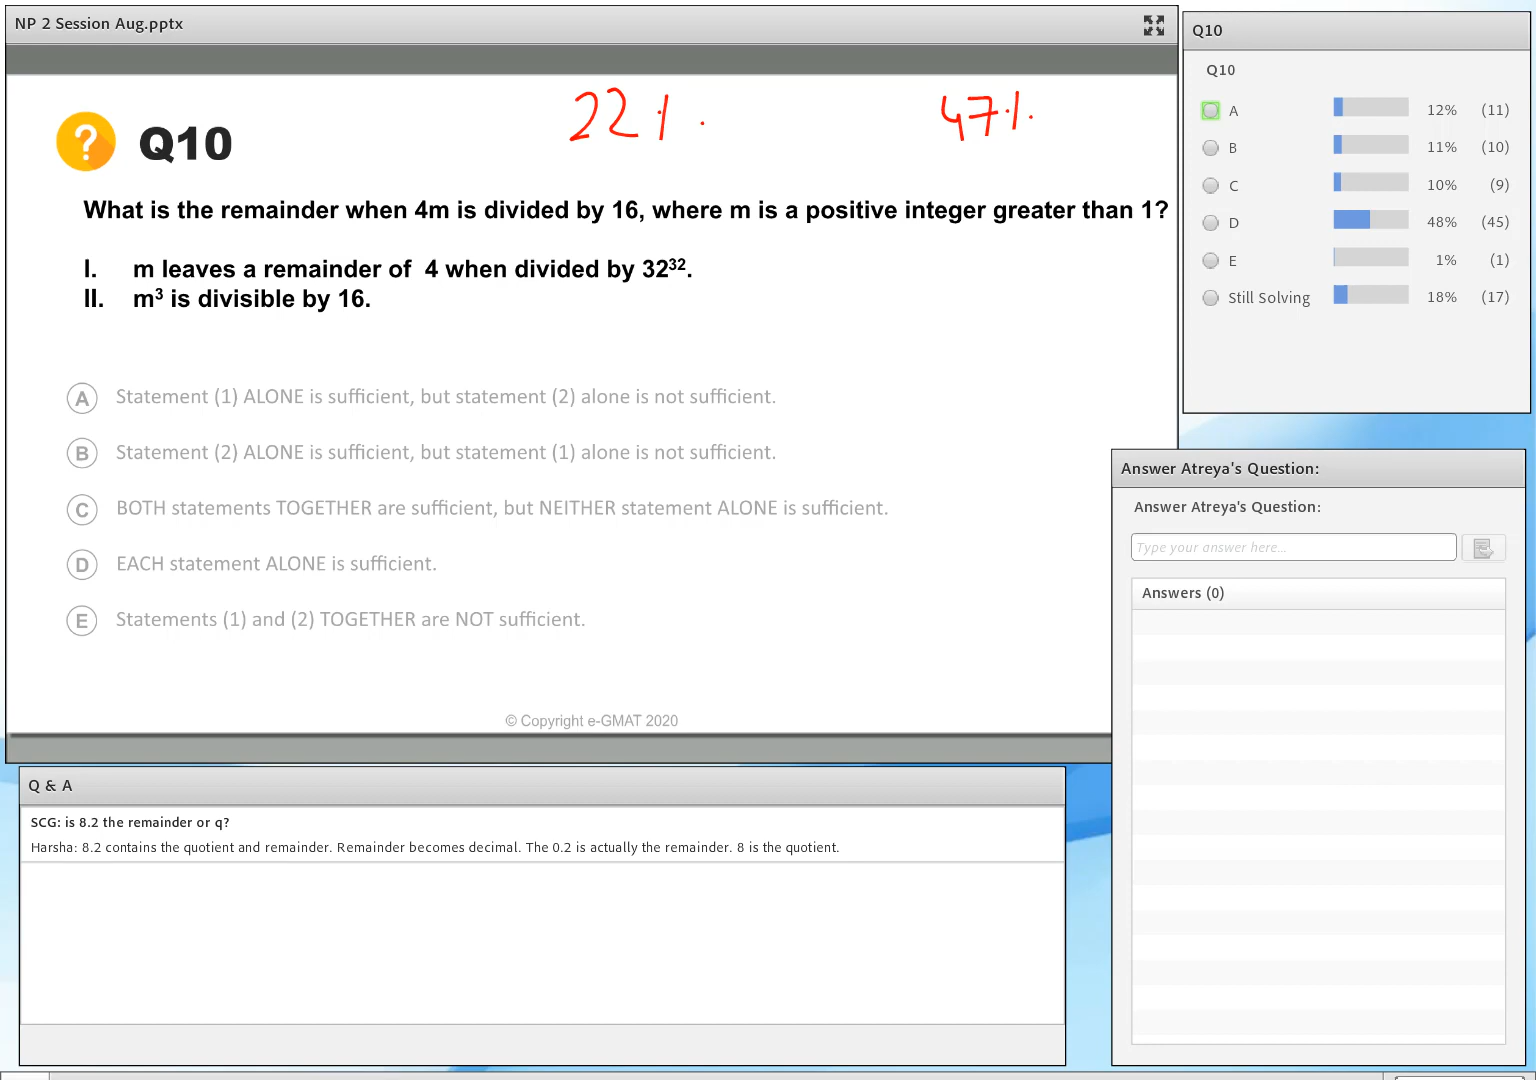 NP 2 Session Aug.pptx
22%.
47%.
?
Q10
What is the remainder when 4m is divided by 16, where m is a positive integer greater than 1?
I. m leaves a remainder of 4 when divided by 32³².
II. m³ is divisible by 16.
A Statement (1) ALONE is sufficient, but statement (2) alone is not sufficient.
B Statement (2) ALONE is sufficient, but statement (1) alone is not sufficient.
C BOTH statements TOGETHER are sufficient, but NEITHER statement ALONE is sufficient.
D EACH statement ALONE is sufficient.
E Statements (1) and (2) TOGETHER are NOT sufficient.
© Copyright e-GMAT 2020
Q10
Q10
A 12% (11)
B 11% (10)
C 10% (9)
D 48% (45)
E 1% (1)
Still Solving 18% (17)
Answer Atreya's Question:
Answer Atreya's Question:
Type your answer here...
Answers (0)
Q & A
SCG: is 8.2 the remainder or q?
Harsha: 8.2 contains the quotient and remainder. Remainder becomes decimal. The 0.2 is actually the remainder. 8 is the quotient.